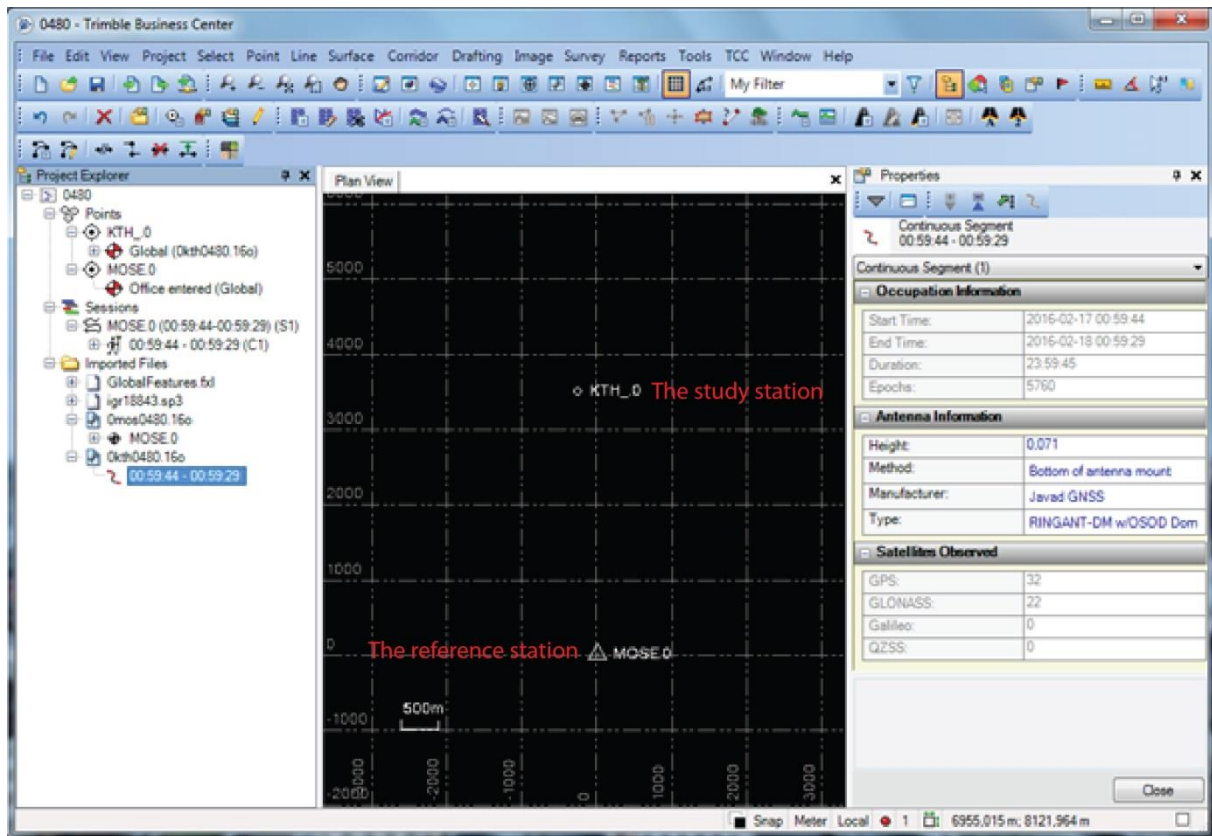 0480 - Trimble Business Center
File Edit View Project Select Point Line Surface Corridor Drafting Image Survey Reports Tools TCC Window Help
My Filter
Project Explorer
0480
Points
KTH_.0
Global (0kth0480.16o)
MOSE.0
Office entered (Global)
Sessions
MOSE.0 (00:59:44-00:59:29) (S1)
00:59:44 - 00:59:29 (C1)
Imported Files
GlobalFeatures.fxl
igr18843.sp3
0mos0480.16o
MOSE.0
0kth0480.16o
00:59:44 - 00:59:29
Plan View
5000
4000
KTH_.0 The study station
3000
2000
1000
0
The reference station MOSE.0
500m
-1000
-2000
-3000 -2000 -1000 0 1000 2000 3000
Properties
Continuous Segment
00:59:44 - 00:59:29
Continuous Segment (1)
Occupation Information
Start Time: 2016-02-17 00:59:44
End Time: 2016-02-18 00:59:29
Duration: 23:59:45
Epochs: 5760
Antenna Information
Height: 0,071
Method: Bottom of antenna mount
Manufacturer: Javad GNSS
Type: RINGANT-DM w/OSOD Dom
Satellites Observed
GPS: 32
GLONASS: 22
Galileo: 0
QZSS: 0
Close
Snap Meter Local 1 6955,015 m; 8121,964 m